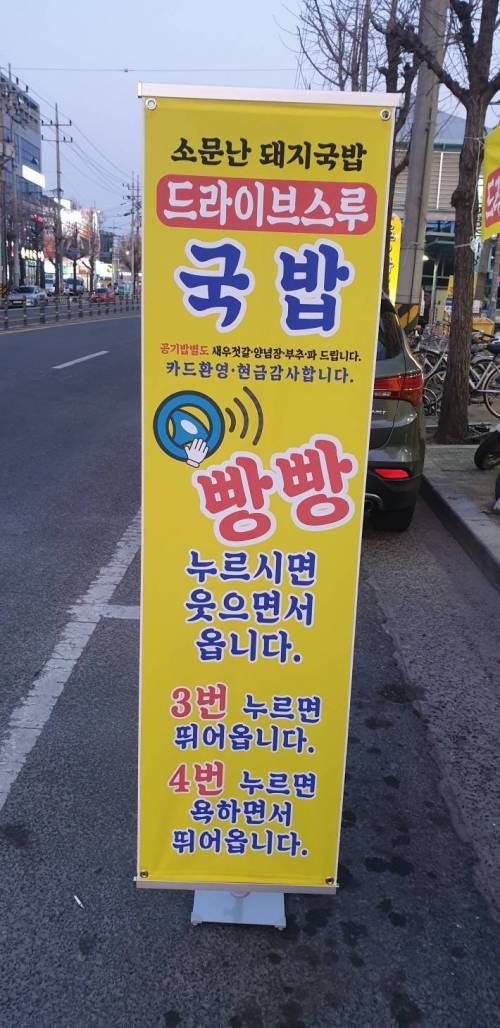 소문난 돼지국밥
드라이브스루
국밥
공기밥별도 새우젓갈·양념장·부추·파 드립니다.
카드환영·현금감사합니다.
빵빵
누르시면
웃으면서
옵니다.
3번 누르면
뛰어옵니다.
4번 누르면
욕하면서
뛰어옵니다.